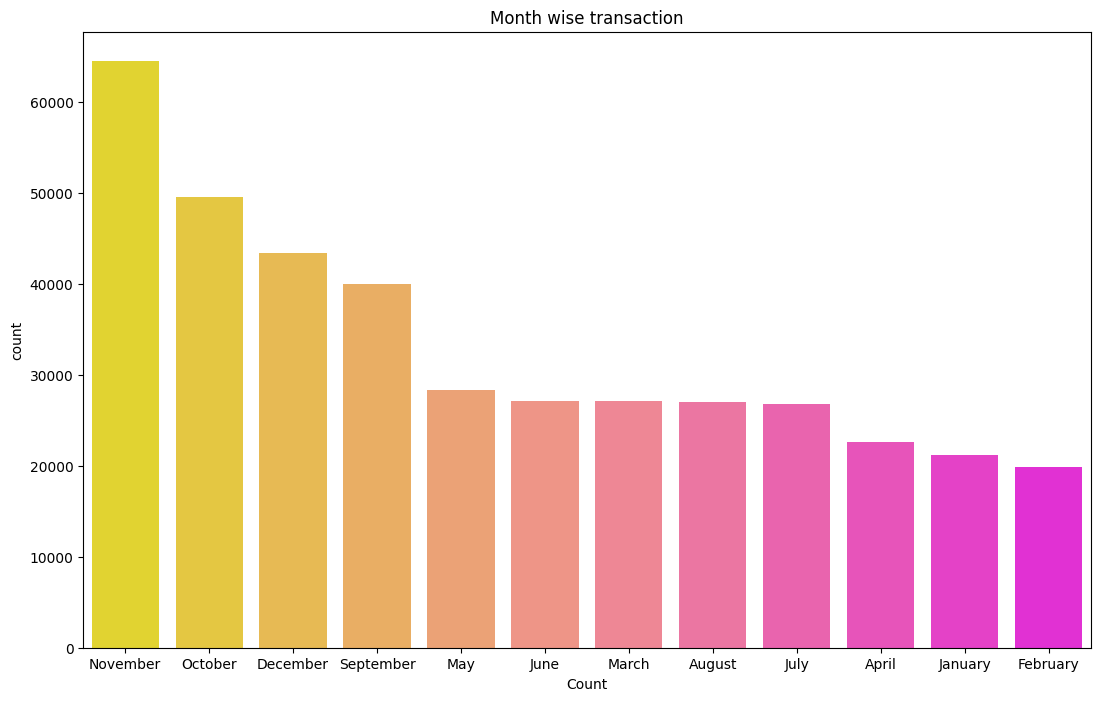 Month wise transaction
60000
50000
40000
30000
20000
10000
0
count
November October December September May June March August July April January February
Count